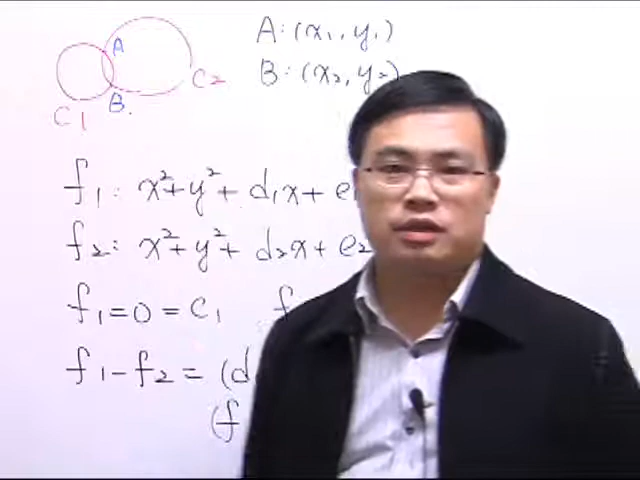 A: (x₁, y₁)
A
B: (x₂, y₂)
C2
B.
C1
f₁: x²+y²+ d₁x+ e
f₂: x²+y²+ d₂x+ e₂
f₁=0 = C₁ f
f₁-f₂ = (d
(f